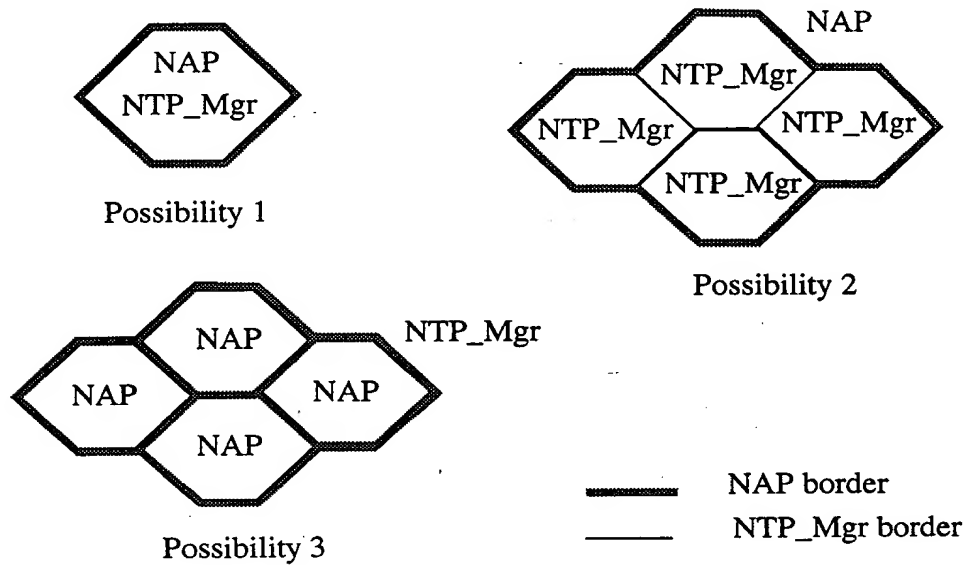 NAP
NTP_Mgr
Possibility 1
NAP
NTP_Mgr
NTP_Mgr
NTP_Mgr
NTP_Mgr
Possibility 2
NAP
NTP_Mgr
NAP
NAP
NAP
Possibility 3
NAP border
NTP_Mgr border